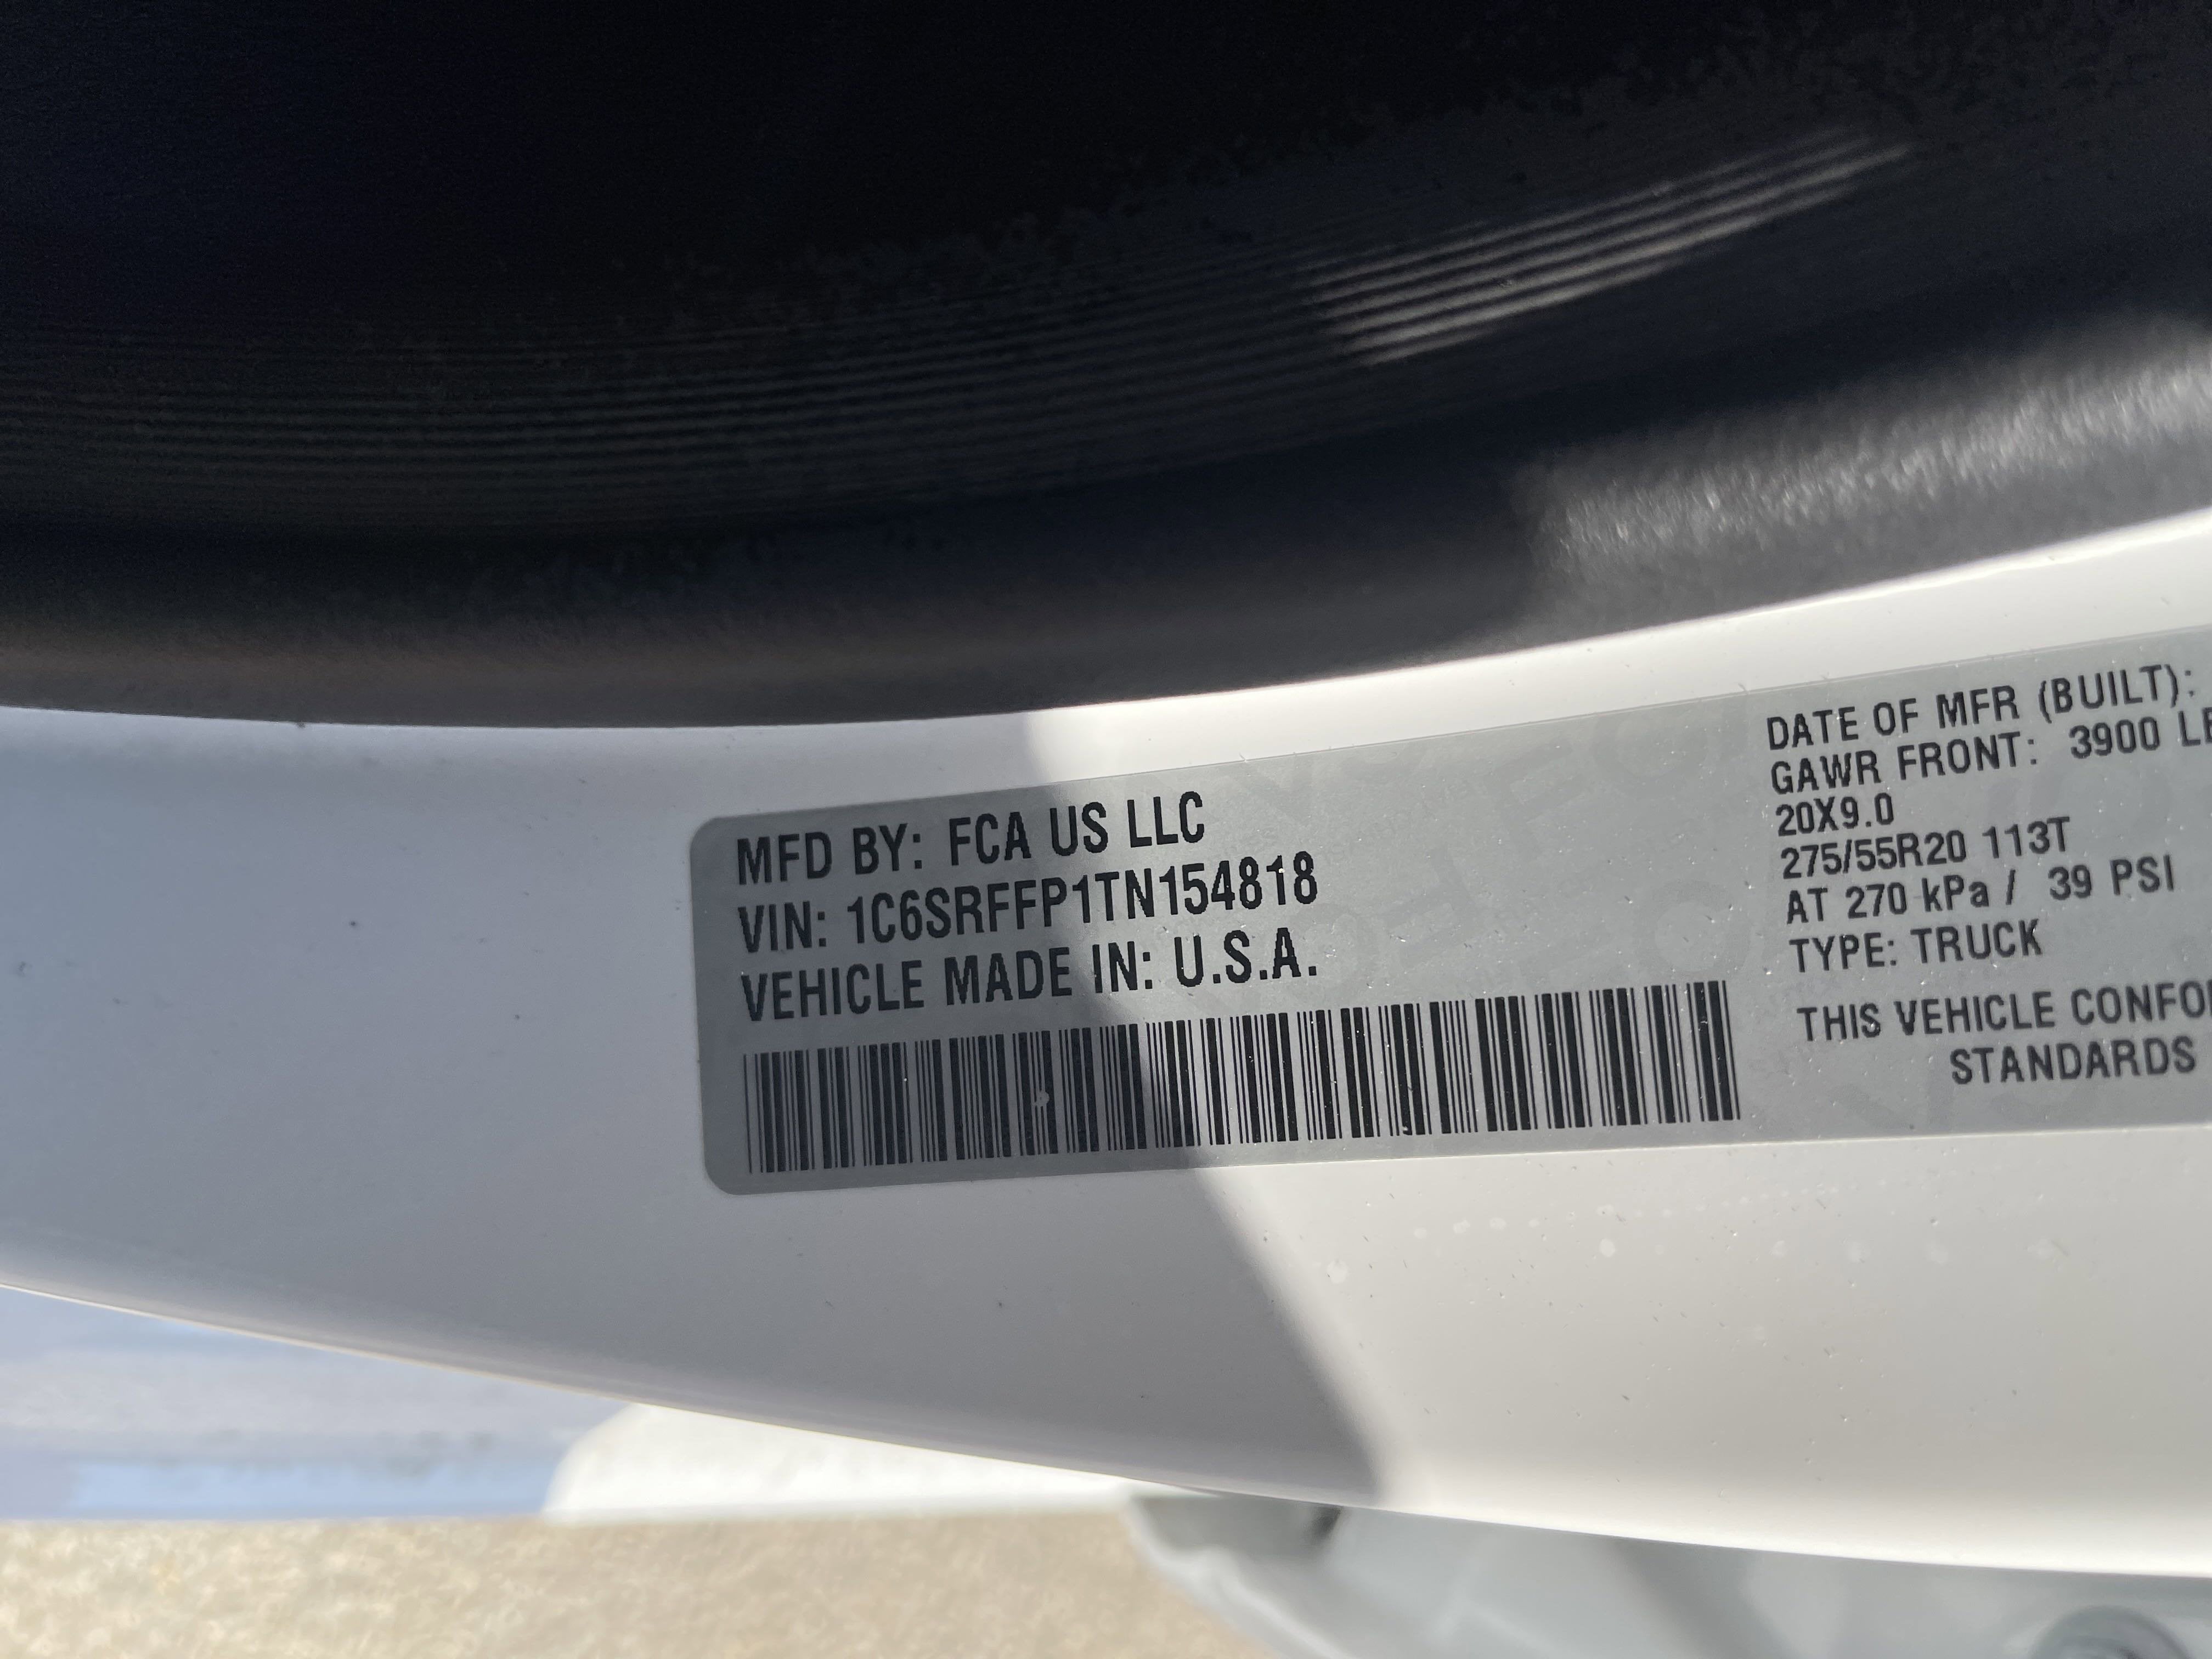 MFD BY: FCA US LLC
VIN: 1C6SRFFP1TN154818
VEHICLE MADE IN: U.S.A.
DATE OF MFR (BUILT):
GAWR FRONT: 3900
20X9.0
275/55R20 113T
AT 270 kPa / 39 PSI
TYPE: TRUCK
THIS VEHICLE
STANDARDS